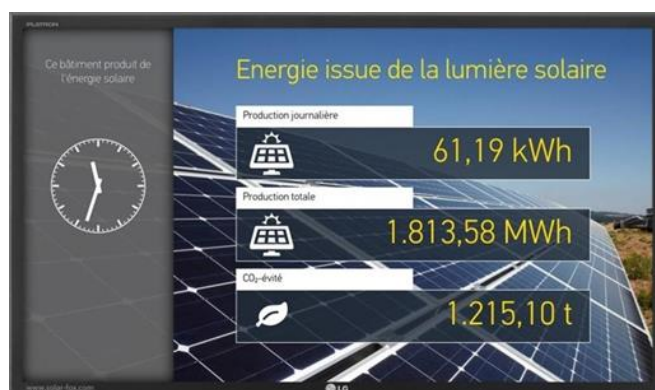 FLATRON
Ce bâtiment produit de
l'énergie solaire
Energie issue de la lumière solaire
Production journalière
61,19 kWh
Production totale
1.813,58 MWh
CO₂-évité
1.215,10 t
www.solar-fox.com
LG